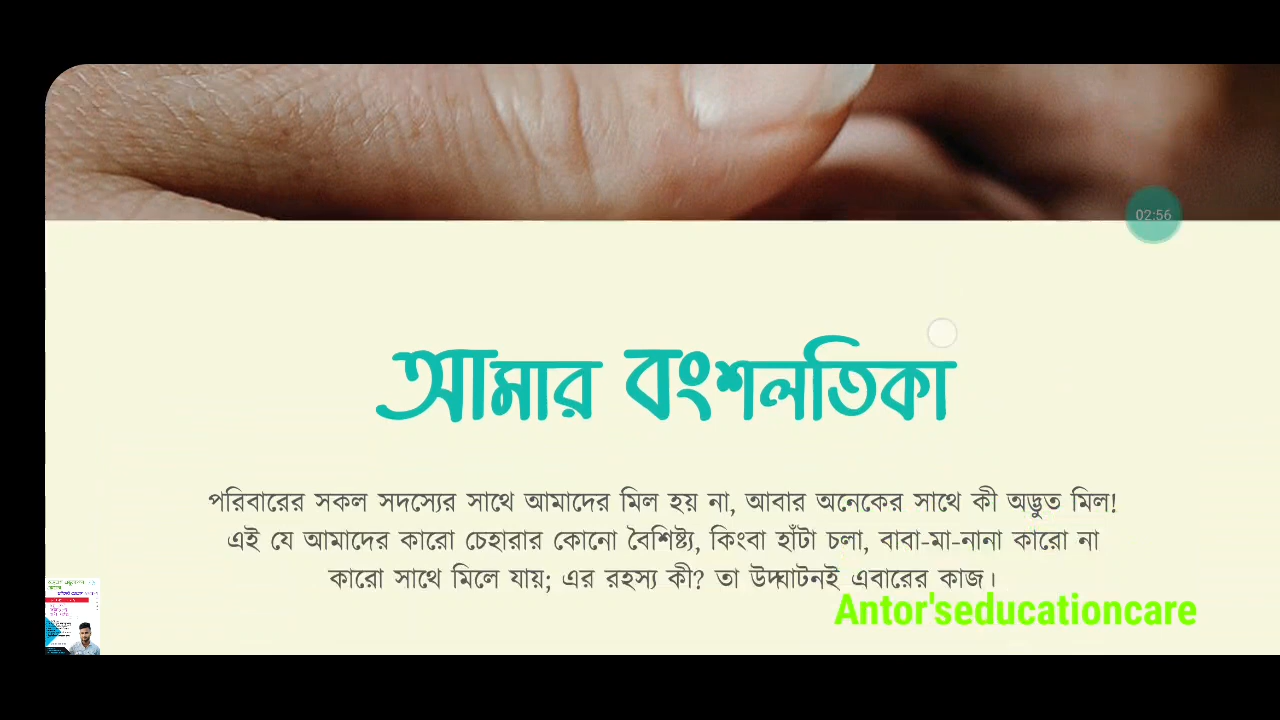 02:56
আমার বংশলতিকা
পরিবারের সকল সদস্যের সাথে আমাদের মিল হয় না, আবার অনেকের সাথে কী অদ্ভুত মিল!
এই যে আমাদের কারো চেহারার কোনো বৈশিষ্ট্য, কিংবা হাঁটা চলা, বাবা-মা-নানা কারো না
কারো সাথে মিলে যায়; এর রহস্য কী? তা উদ্ঘাটনই এবারের কাজ।
Antor'seducationcare